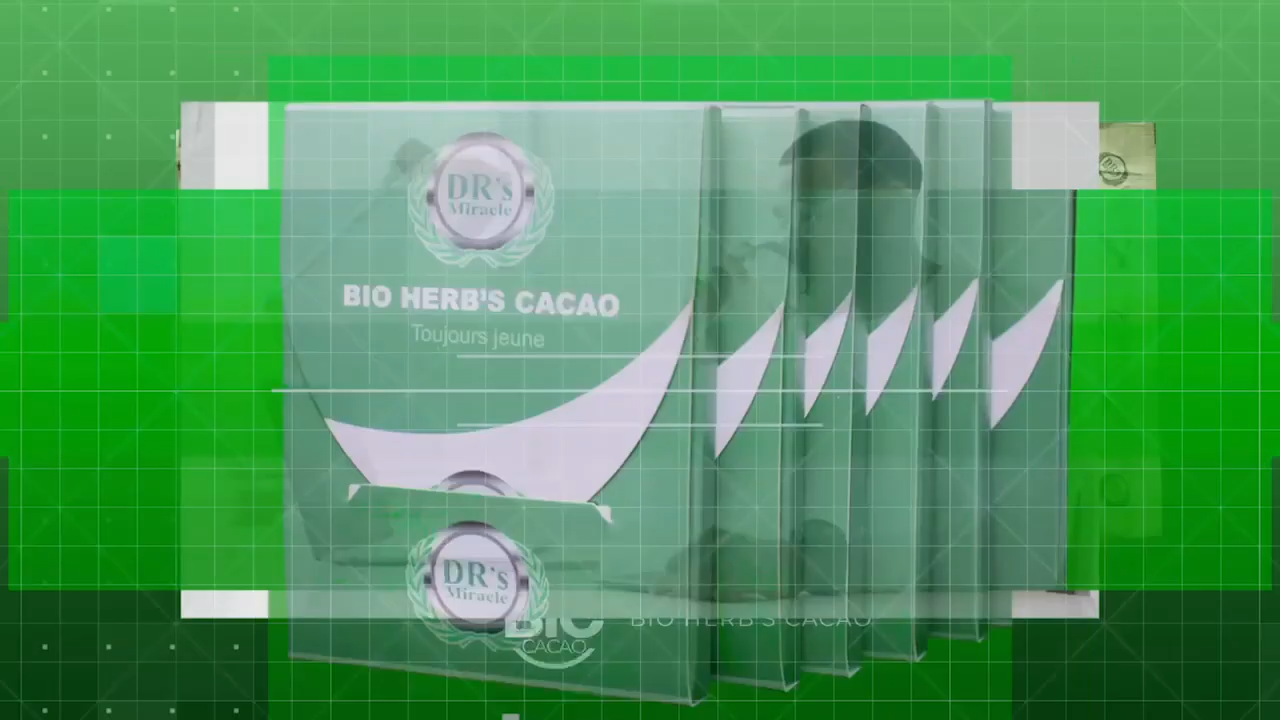 DR's
Miracle
BIO HERB'S CACAO
Toujours jeune
DR's
Miracle
BIO
CACAO
BIO HERB'S CACAO